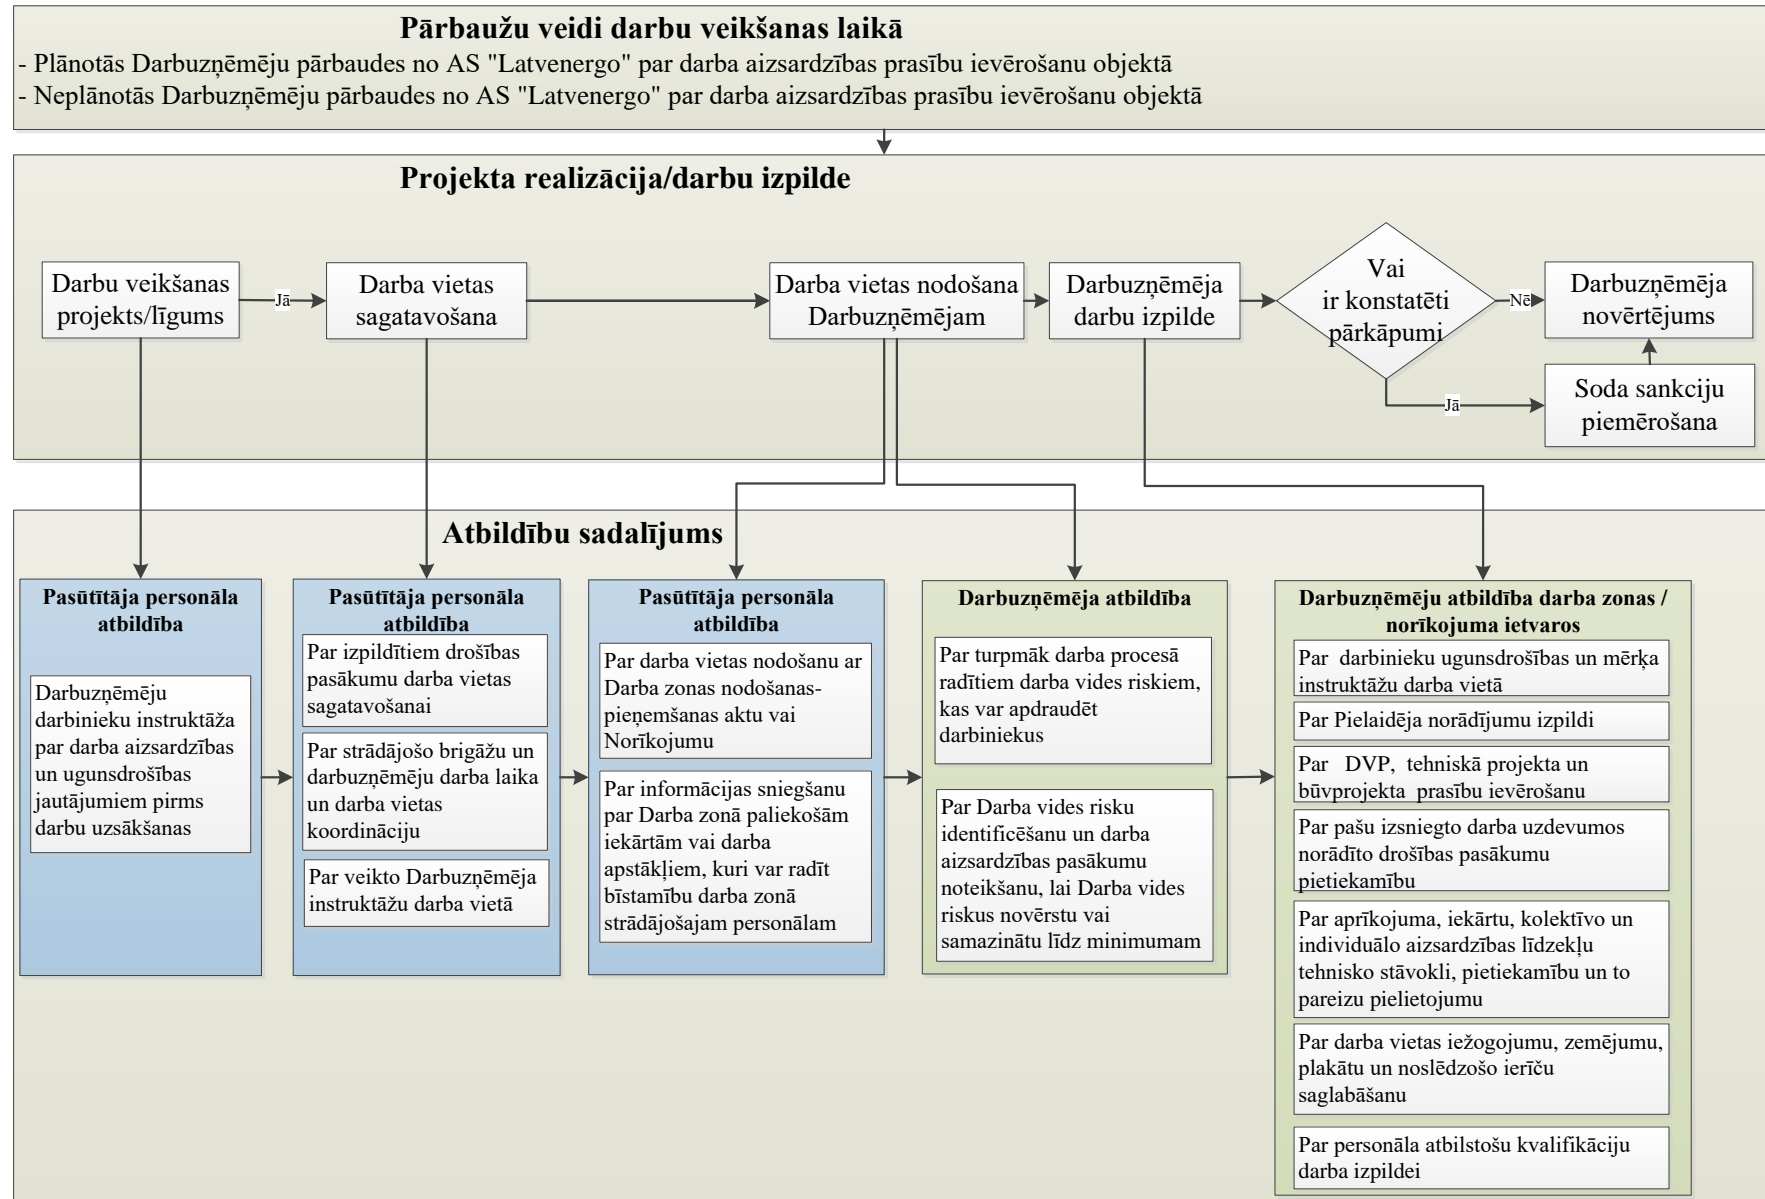 Pārbaužu veidi darbu veikšanas laikā
- Plānotās Darbuzņēmēju pārbaudes no AS "Latvenergo" par darba aizsardzības prasību ievērošanu objektā
- Neplānotās Darbuzņēmēju pārbaudes no AS "Latvenergo" par darba aizsardzības prasību ievērošanu objektā
Projekta realizācija/darbu izpilde
Darbu veikšanas
projekts/līgums
Jā
Darba vietas
sagatavošana
Darba vietas nodošana
Darbuzņēmējam
Darbuzņēmēja
darbu izpilde
Vai
ir konstatēti
pārkāpumi
Nē
Darbuzņēmēja
novērtējums
Jā
Soda sankciju
piemērošana
Atbildību sadalījums
Pasūtītāja personāla
atbildība
Darbuzņēmēju
darbinieku instruktāža
par darba aizsardzības
un ugunsdrošības
jautājumiem pirms
darbu uzsākšanas
Pasūtītāja personāla
atbildība
Par izpildītiem drošības
pasākumu darba vietas
sagatavošanai
Par strādājošo brigāžu un
darbuzņēmēju darba laika
un darba vietas
koordināciju
Par veikto Darbuzņēmēja
instruktāžu darba vietā
Pasūtītāja personāla
atbildība
Par darba vietas nodošanu ar
Darba zonas nodošanas-
pieņemšanas aktu vai
Norīkojumu
Par informācijas sniegšanu
par Darba zonā paliekošām
iekārtām vai darba
apstākļiem, kuri var radīt
bīstamību darba zonā
strādājošajam personālam
Darbuzņēmēja atbildība
Par turpmāk darba procesā
radītiem darba vides riskiem,
kas var apdraudēt
darbiniekus
Par Darba vides risku
identificēšanu un darba
aizsardzības pasākumu
noteikšanu, lai Darba vides
riskus novērstu vai
samazinātu līdz minimumam
Darbuzņēmēju atbildība darba zonas /
norīkojuma ietvaros
Par darbinieku ugunsdrošības un mērķa
instruktāžu darba vietā
Par Pielaidēja norādījumu izpildi
Par DVP, tehniskā projekta un
būvprojekta prasību ievērošanu
Par pašu izsniegto darba uzdevumos
norādīto drošības pasākumu
pietiekamību
Par aprīkojuma, iekārtu, kolektīvo un
individuālo aizsardzības līdzekļu
tehnisko stāvokli, pietiekamību un to
pareizu pielietojumu
Par darba vietas iežogojumu, zemējumu,
plakātu un noslēdzošo ierīču
saglabāšanu
Par personāla atbilstošu kvalifikāciju
darba izpildei